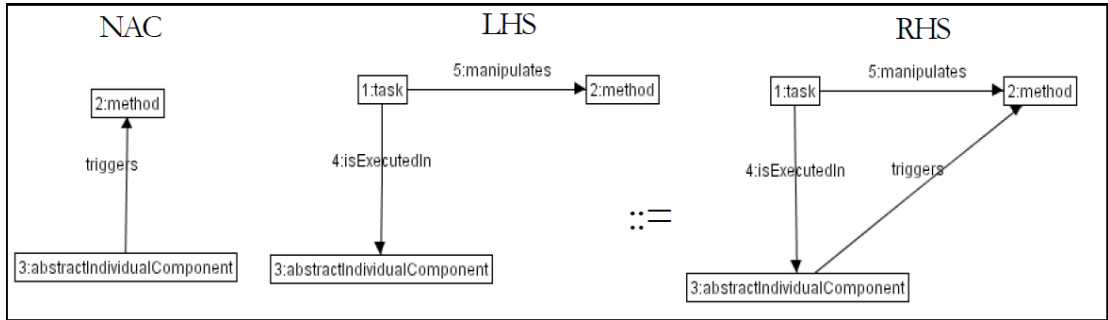 NAC
2:method
triggers
3:abstractIndividualComponent
LHS
5:manipulates
1:task
2:method
4:isExecutedIn
3:abstractIndividualComponent
::=
RHS
5:manipulates
1:task
2:method
4:isExecutedIn
triggers
3:abstractIndividualComponent